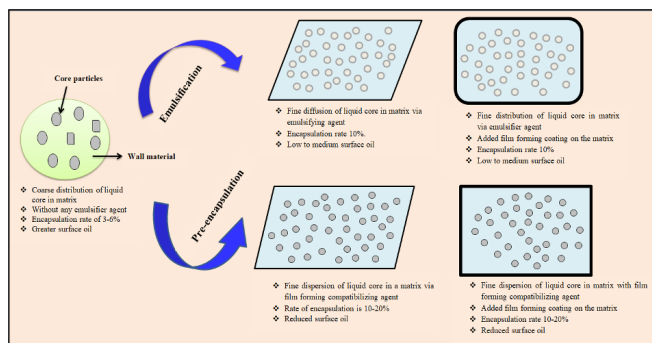 Core particles
Wall material
❖ Coarse distribution of liquid
core in matrix
❖ Without any emulsifier agent
❖ Encapsulation rate of 3-6%
❖ Greater surface oil
Emulsification
Pre-encapsulation
❖ Fine diffusion of liquid core in matrix via
emulsifying agent
❖ Encapsulation rate 10%.
❖ Low to medium surface oil
❖ Fine distribution of liquid core in matrix
via emulsifier agent
❖ Added film forming coating on the matrix
❖ Encapsulation rate 10%
❖ Low to medium surface oil
❖ Fine dispersion of liquid core in a matrix via
film forming compatibilizing agent
❖ Rate of encapsulation is 10-20%
❖ Reduced surface oil
❖ Fine dispersion of liquid core in matrix with film
forming compatibilizing agent
❖ Added film forming coating on the matrix
❖ Encapsulation rate 10-20%
❖ Reduced surface oil